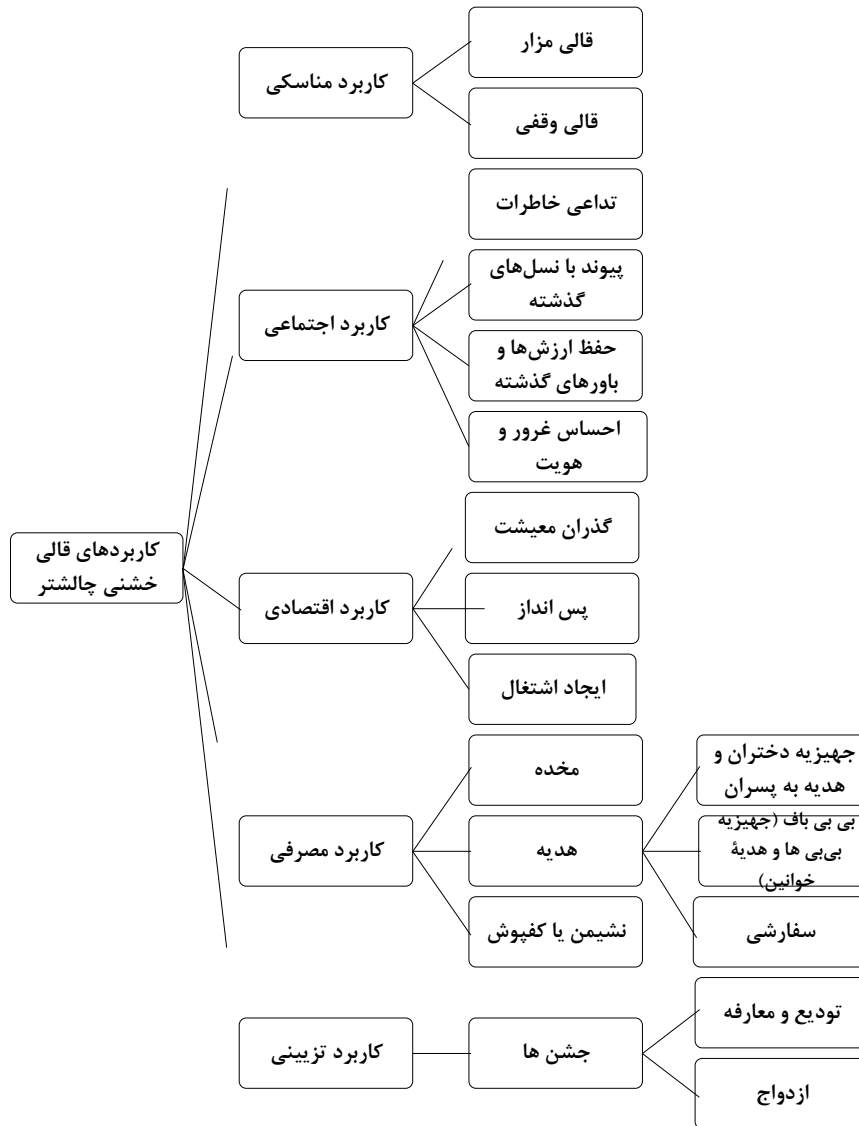 قالی مزار
کاربرد مناسکی
قالی وقفی
تداعی خاطرات
پیوند با نسل‌های
گذشته
کاربرد اجتماعی
حفظ ارزش‌ها و
باورهای گذشته
احساس غرور و
هویت
کاربردهای قالی
خشنی چالشتر
گذران معیشت
کاربرد اقتصادی
پس انداز
ایجاد اشتغال
مخده
جهیزیه دختران و
هدیه به پسران
کاربرد مصرفی
هدیه
بی بی باف (جهیزیه
بی‌بی ها و هدیۀ
خوانین)
نشیمن یا کفپوش
سفارشی
کاربرد تزیینی
جشن ها
تودیع و معارفه
ازدواج